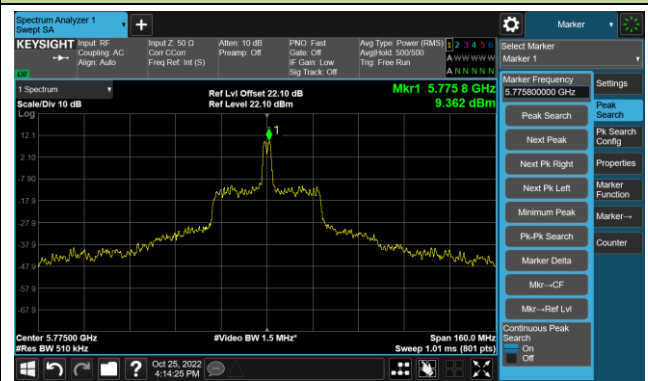 Spectrum Analyzer 1
Swept SA
+
Marker
KEYSIGHT
Input: RF
Coupling: AC
Align: Auto
Input Z: 50 Ω
Corr CCorr
Freq Ref: Int (S)
Atten: 10 dB
Preamp: Off
PNO: Fast
Gate: Off
IF Gain: Low
Sig Track: Off
Avg Type: Power (RMS)
Avg|Hold: 500/500
Trig: Free Run
1 2 3 4 5 6
A W W W W W
A N N N N N
LXI
Select Marker
Marker 1
1 Spectrum
Scale/Div 10 dB
Log
Ref Lvl Offset 22.10 dB
Ref Level 22.10 dBm
Mkr1 5.775 8 GHz
9.362 dBm
1
12.1
2.10
-7.90
-17.9
-27.9
-37.9
-47.9
-57.9
-67.9
Center 5.77500 GHz
#Res BW 510 kHz
#Video BW 1.5 MHz*
Span 160.0 MHz
Sweep 1.01 ms (801 pts)
Marker Frequency
5.775800000 GHz
Peak Search
Next Peak
Next Pk Right
Next Pk Left
Minimum Peak
Pk-Pk Search
Marker Delta
Mkr→CF
Mkr→Ref Lvl
Continuous Peak
Search
On
Off
Settings
Peak
Search
Pk Search
Config
Properties
Marker
Function
Marker→
Counter
?
Oct 25, 2022
4:14:25 PM